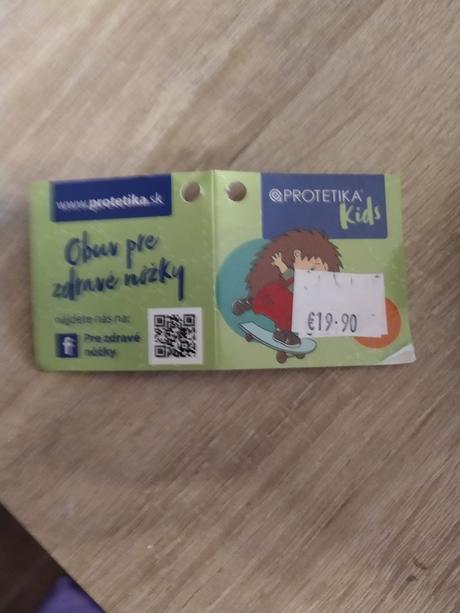 www.protetika.sk
Obuv pre
zdravé nôžky
nájdete nás na:
f Pre zdravé
nôžky
PROTETIKA®
Kids
€19.90